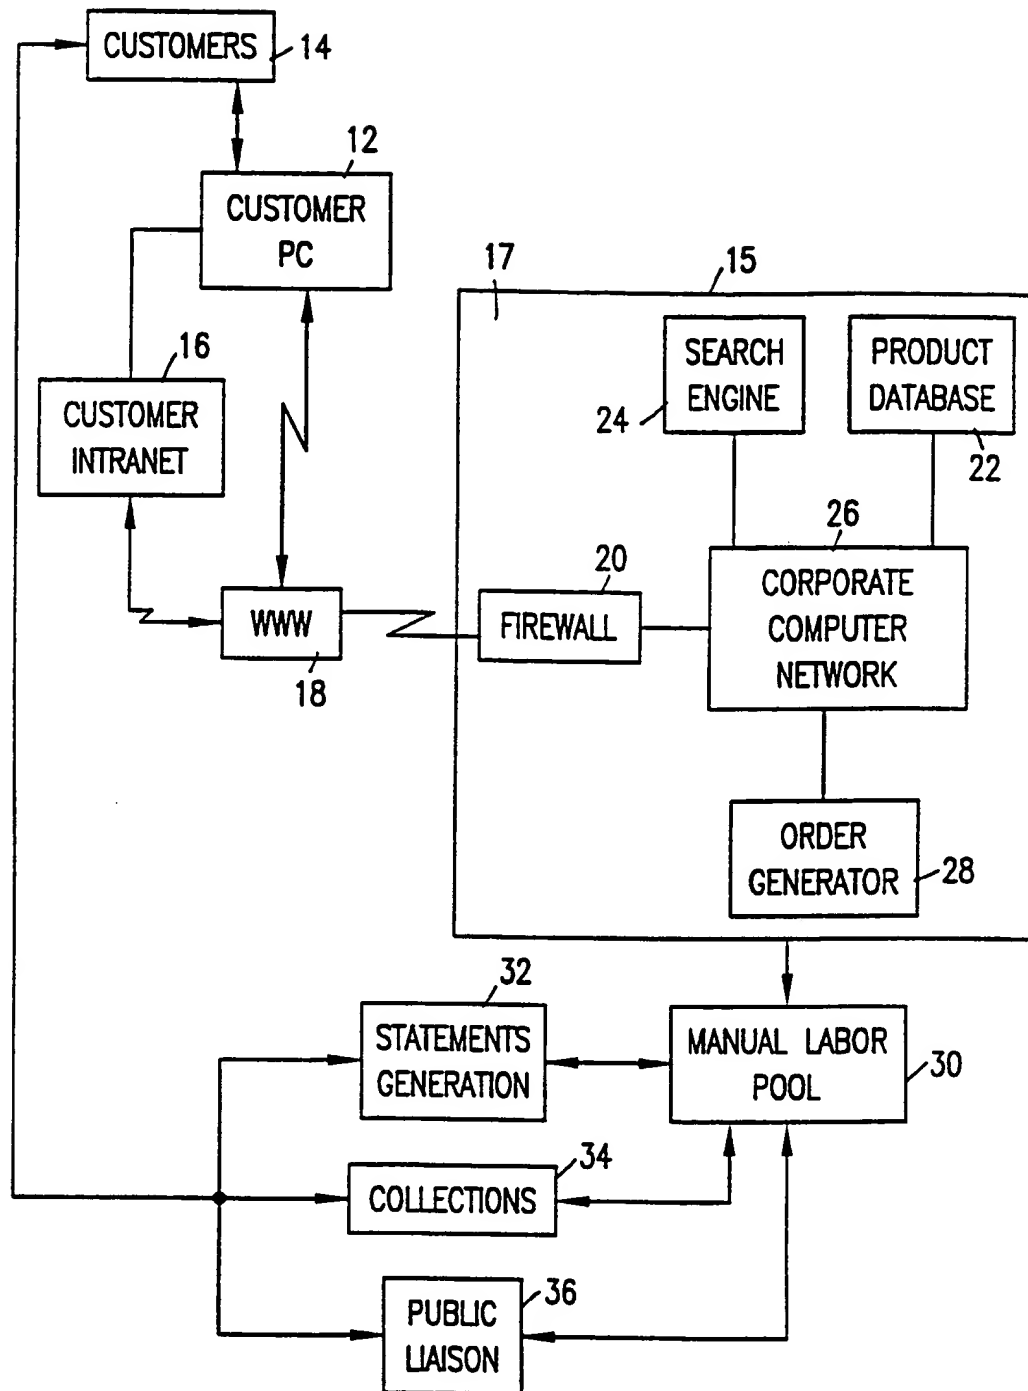 CUSTOMERS
14
12
CUSTOMER
PC
17
15
16
CUSTOMER
INTRANET
SEARCH
ENGINE
24
PRODUCT
DATABASE
22
26
CORPORATE
COMPUTER
NETWORK
20
FIREWALL
WWW
18
ORDER
GENERATOR
28
32
STATEMENTS
GENERATION
MANUAL LABOR
POOL
30
34
COLLECTIONS
36
PUBLIC
LIAISON